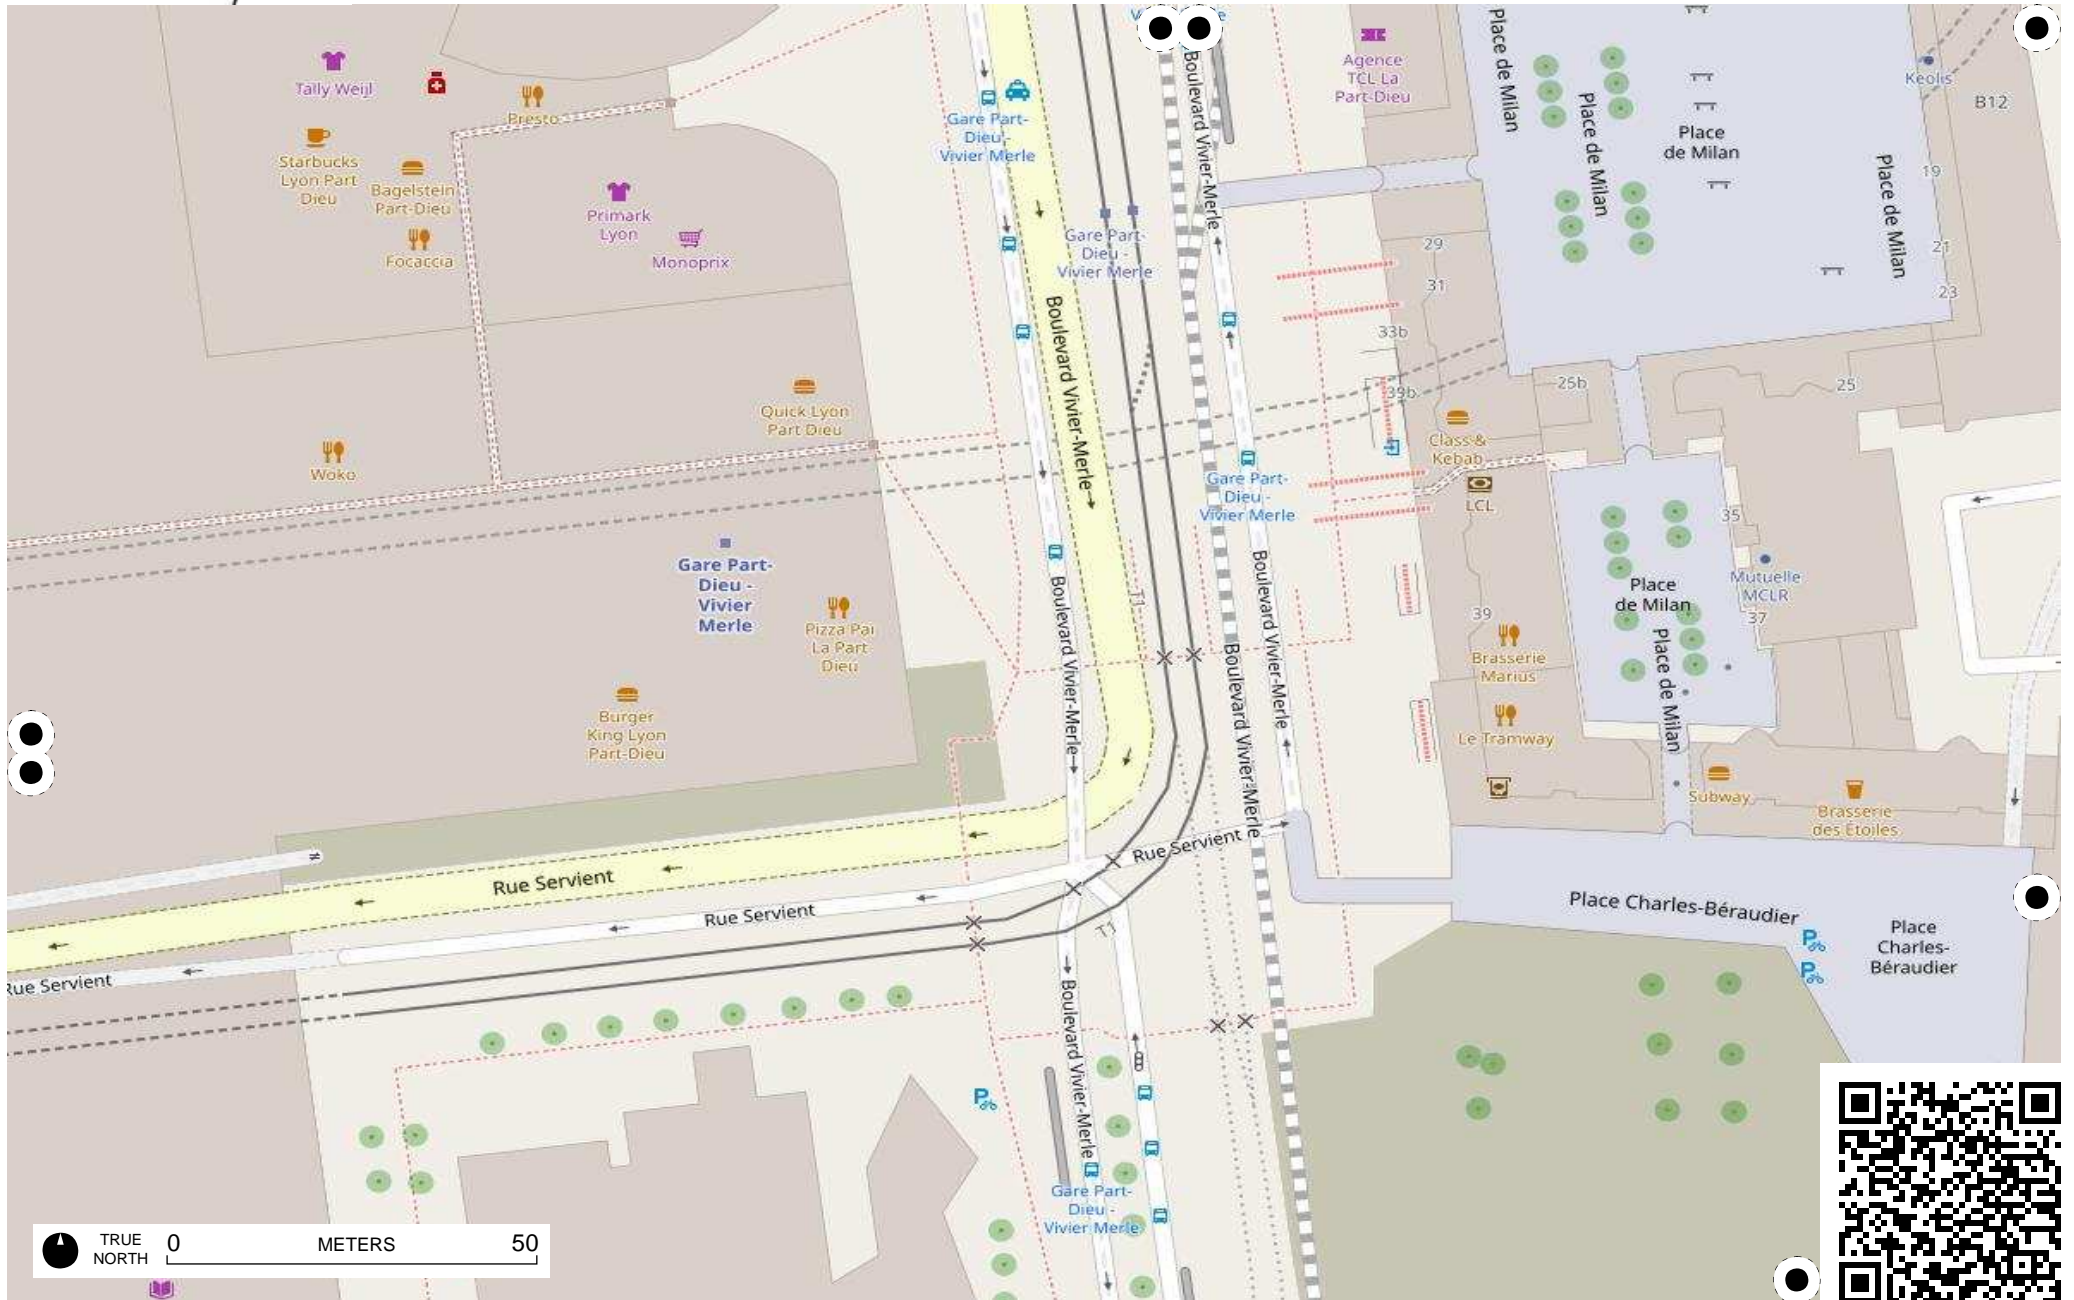 Tally Weijl
Presto
Starbucks
Lyon Part
Dieu
Bagelstein
Part-Dieu
Focaccia
Primark
Lyon
Monoprix
Quick Lyon
Part Dieu
Woko
Gare Part-
Dieu -
Vivier
Merle
Pizza Pai
La Part
Dieu
Burger
King Lyon
Part-Dieu
Gare Part-
Dieu -
Vivier Merle
Gare Part-
Dieu -
Vivier Merle
Boulevard Vivier-Merle
Boulevard Vivier-Merle
Boulevard Vivier-Merle
T1
Gare Part-
Dieu -
Vivier Merle
Boulevard Vivier-Merle
Boulevard Vivier-Merle
Agence
TCL La
Part-Dieu
Place de Milan
Place de Milan
Place
de Milan
Place de Milan
Keolis
B12
19
21
23
29
31
33b
39b
25b
25
Class &
Kebab
LCL
35
Mutuelle
MCLR
37
39
Place
de Milan
Place de Milan
Brasserie
Marius
Le Tramway
Subway
Brasserie
des Étoiles
Rue Servient
Rue Servient
Rue Servient
Rue Servient
T1
Place Charles-Béraudier
Place
Charles-
Béraudier
P
P
P
Boulevard Vivier-Merle
Gare Part-
Dieu -
Vivier Merle
TRUE
NORTH
0 METERS 50